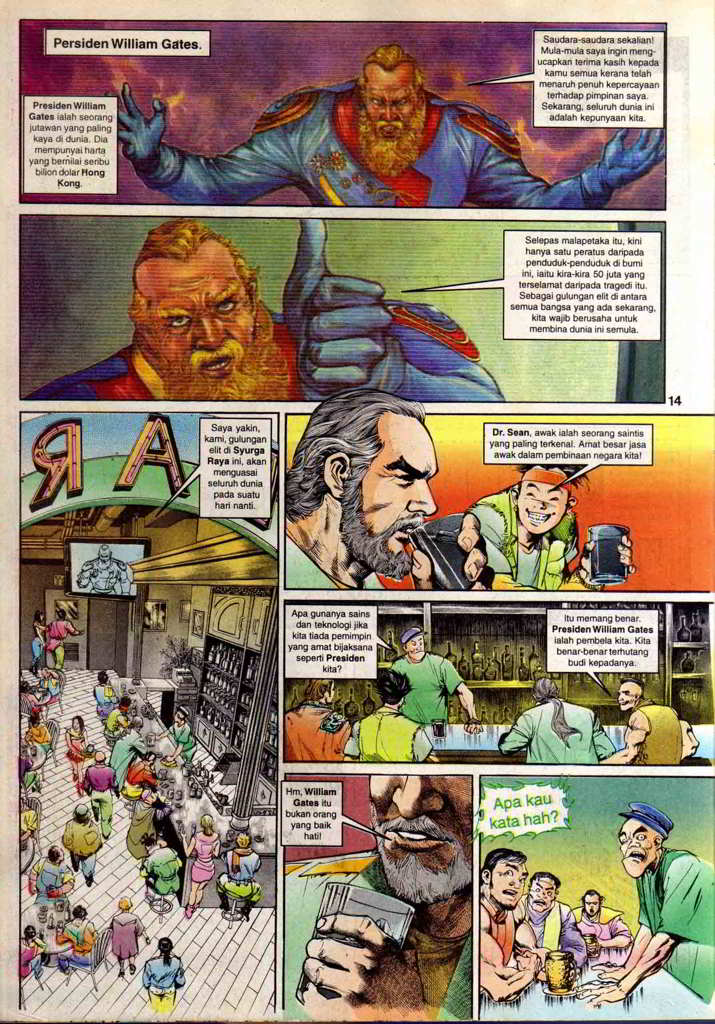 Persiden William Gates.
Saudara-saudara sekalian!
Mula-mula saya ingin meng-
ucapkan terima kasih kepada
kamu semua kerana telah
menaruh penuh kepercayaan
terhadap pimpinan saya.
Sekarang, seluruh dunia ini
adalah kepunyaan kita.
Presiden William
Gates ialah seorang
jutawan yang paling
kaya di dunia. Dia
mempunyai harta
yang bernilai seribu
bilion dolar Hong
Kong.
Selepas malapetaka itu, kini
hanya satu peratus daripada
penduduk-penduduk di bumi
ini, iaitu kira-kira 50 juta yang
terselamat daripada tragedi itu.
Sebagai gulungan elit di antara
semua bangsa yang ada sekarang,
kita wajib berusaha untuk
membina dunia ini semula.
14
ЯA
Saya yakin,
kami, gulungan
elit di Syurga
Raya ini, akan
menguasai
seluruh dunia
pada suatu
hari nanti.
Dr. Sean, awak ialah seorang saintis
yang paling terkenal. Amat besar jasa
awak dalam pembinaan negara kita!
Apa gunanya sains
dan teknologi jika
kita tiada pemimpin
yang amat bijaksana
seperti Presiden
kita?
Itu memang benar.
Presiden William Gates
ialah pembela kita. Kita
benar-benar terhutang
budi kepadanya.
Hm, William
Gates itu
bukan orang
yang baik
hati!
Apa kau
kata hah?